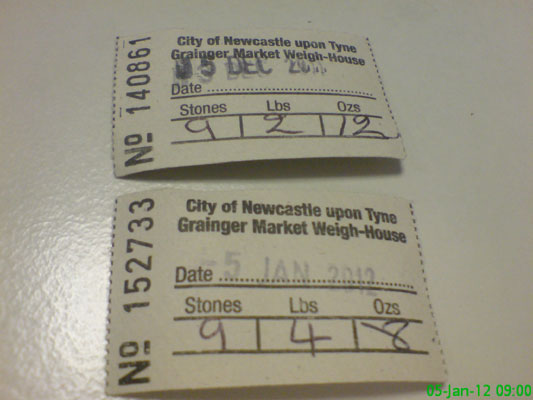 No 140861
City of Newcastle upon Tyne
Grainger Market Weigh-House
DEC
Date
Stones Lbs Ozs
9 2 12
No 152733
City of Newcastle upon Tyne
Grainger Market Weigh-House
Date -5 JAN 2012
Stones Lbs Ozs
9 4 8
05-Jan-12 09:00